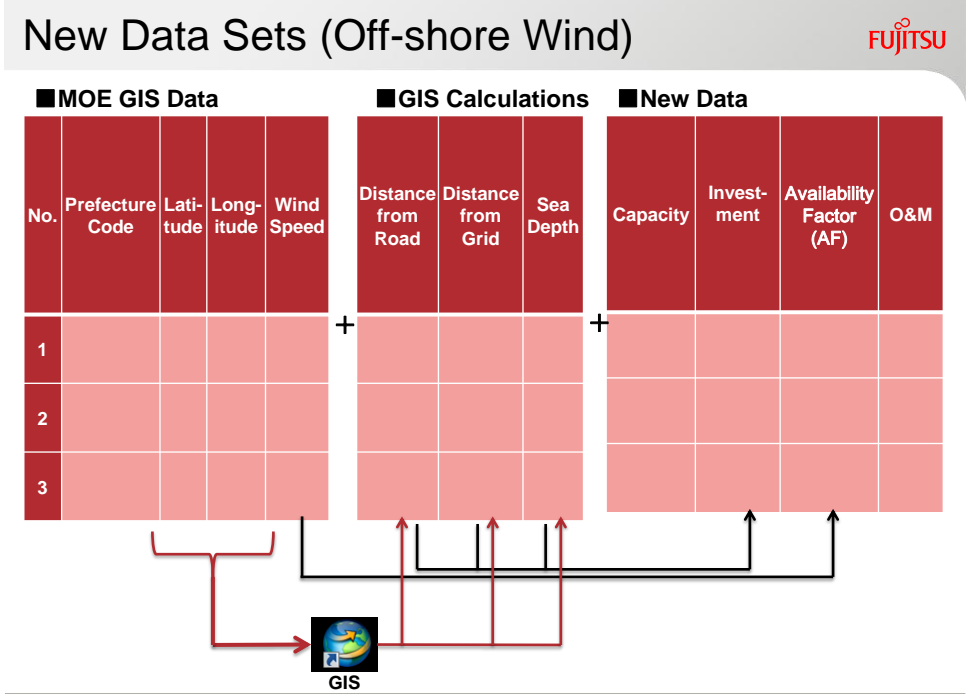 New Data Sets (Off-shore Wind)
FUJITSU
■MOE GIS Data
■GIS Calculations
■New Data
No.
Prefecture
Code
Lati-
tude
Long-
itude
Wind
Speed
Distance
from
Road
Distance
from
Grid
Sea
Depth
Capacity
Invest-
ment
Availability
Factor
(AF)
O&M
+
+
1
2
3
GIS